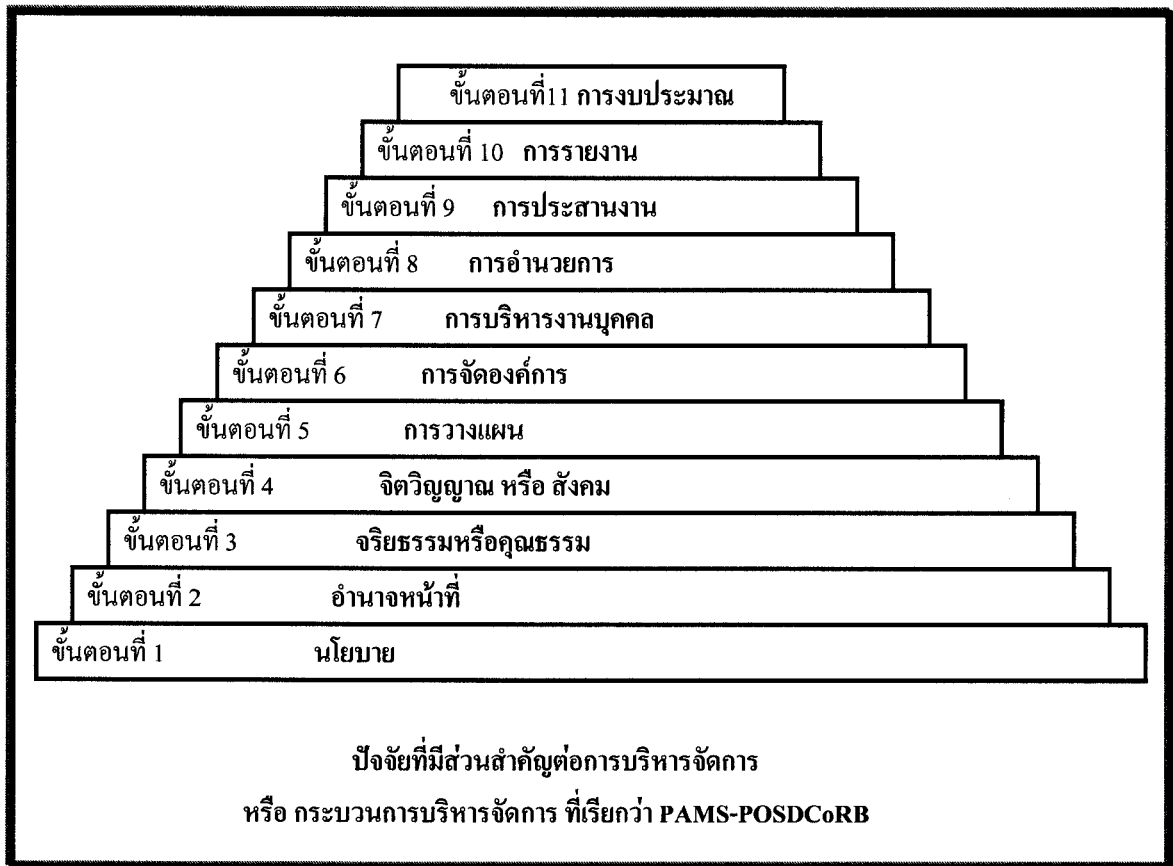 ขั้นตอนที่11 การงบประมาณ
ขั้นตอนที่ 10 การรายงาน
ขั้นตอนที่ 9 การประสานงาน
ขั้นตอนที่ 8 การอำนวยการ
ขั้นตอนที่ 7 การบริหารงานบุคคล
ขั้นตอนที่ 6 การจัดองค์การ
ขั้นตอนที่ 5 การวางแผน
ขั้นตอนที่ 4 จิตวิญญาณ หรือ สังคม
ขั้นตอนที่ 3 จริยธรรมหรือคุณธรรม
ขั้นตอนที่ 2 อำนาจหน้าที่
ขั้นตอนที่ 1 นโยบาย
ปัจจัยที่มีส่วนสำคัญต่อการบริหารจัดการ
หรือ กระบวนการบริหารจัดการ ที่เรียกว่า PAMS-POSDCoRB